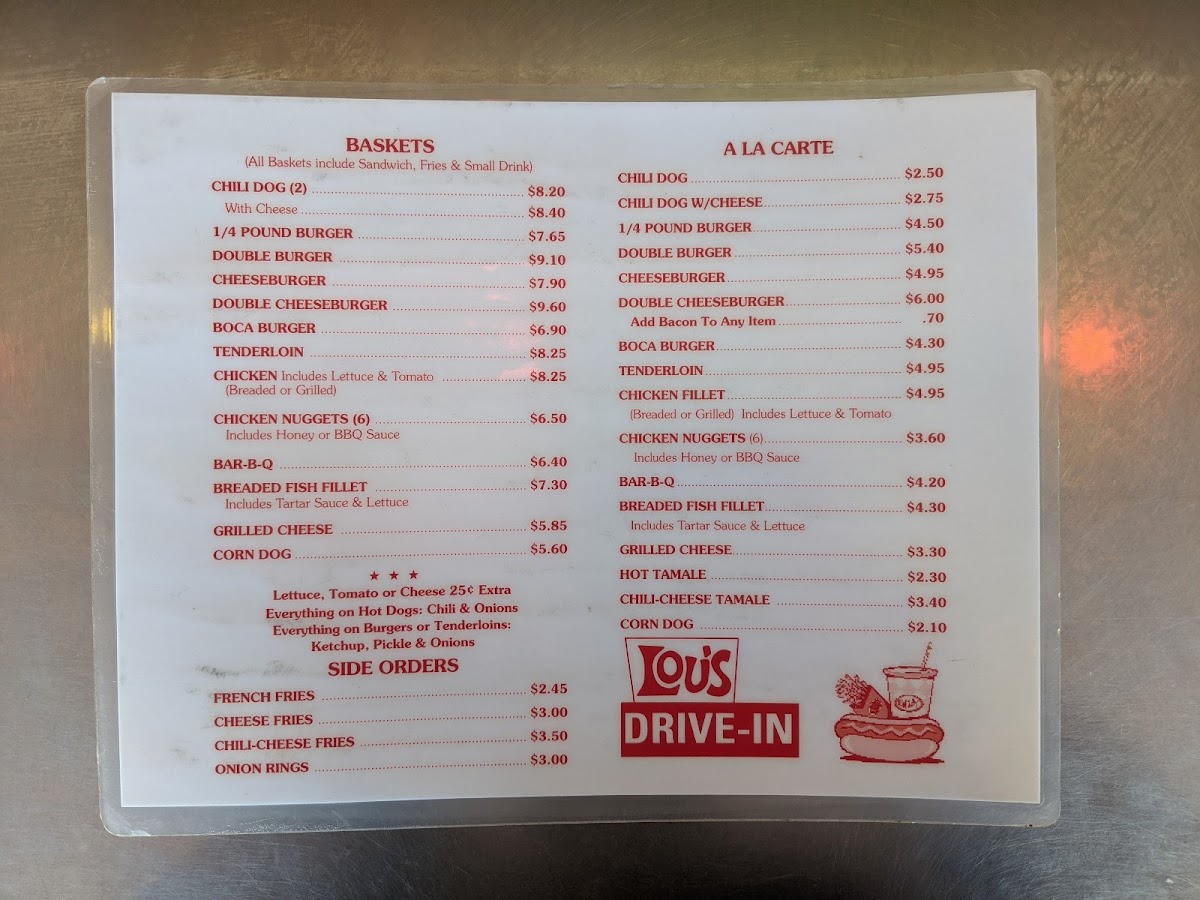 BASKETS
(All Baskets include Sandwich, Fries & Small Drink)
CHILI DOG (2) $8.20
With Cheese $8.40
1/4 POUND BURGER $7.65
DOUBLE BURGER $9.10
CHEESEBURGER $7.90
DOUBLE CHEESEBURGER $9.60
BOCA BURGER $6.90
TENDERLOIN $8.25
CHICKEN Includes Lettuce & Tomato $8.25
(Breaded or Grilled)
CHICKEN NUGGETS (6) $6.50
Includes Honey or BBQ Sauce
BAR-B-Q $6.40
BREADED FISH FILLET $7.30
Includes Tartar Sauce & Lettuce
GRILLED CHEESE $5.85
CORN DOG $5.60
★ ★ ★
Lettuce, Tomato or Cheese 25¢ Extra
Everything on Hot Dogs: Chili & Onions
Everything on Burgers or Tenderloins:
Ketchup, Pickle & Onions
SIDE ORDERS
FRENCH FRIES $2.45
CHEESE FRIES $3.00
CHILI-CHEESE FRIES $3.50
ONION RINGS $3.00
A LA CARTE
CHILI DOG $2.50
CHILI DOG W/CHEESE $2.75
1/4 POUND BURGER $4.50
DOUBLE BURGER $5.40
CHEESEBURGER $4.95
DOUBLE CHEESEBURGER $6.00
Add Bacon To Any Item .70
BOCA BURGER $4.30
TENDERLOIN $4.95
CHICKEN FILLET $4.95
(Breaded or Grilled) Includes Lettuce & Tomato
CHICKEN NUGGETS (6) $3.60
Includes Honey or BBQ Sauce
BAR-B-Q $4.20
BREADED FISH FILLET $4.30
Includes Tartar Sauce & Lettuce
GRILLED CHEESE $3.30
HOT TAMALE $2.30
CHILI-CHEESE TAMALE $3.40
CORN DOG $2.10
LOU'S
DRIVE-IN